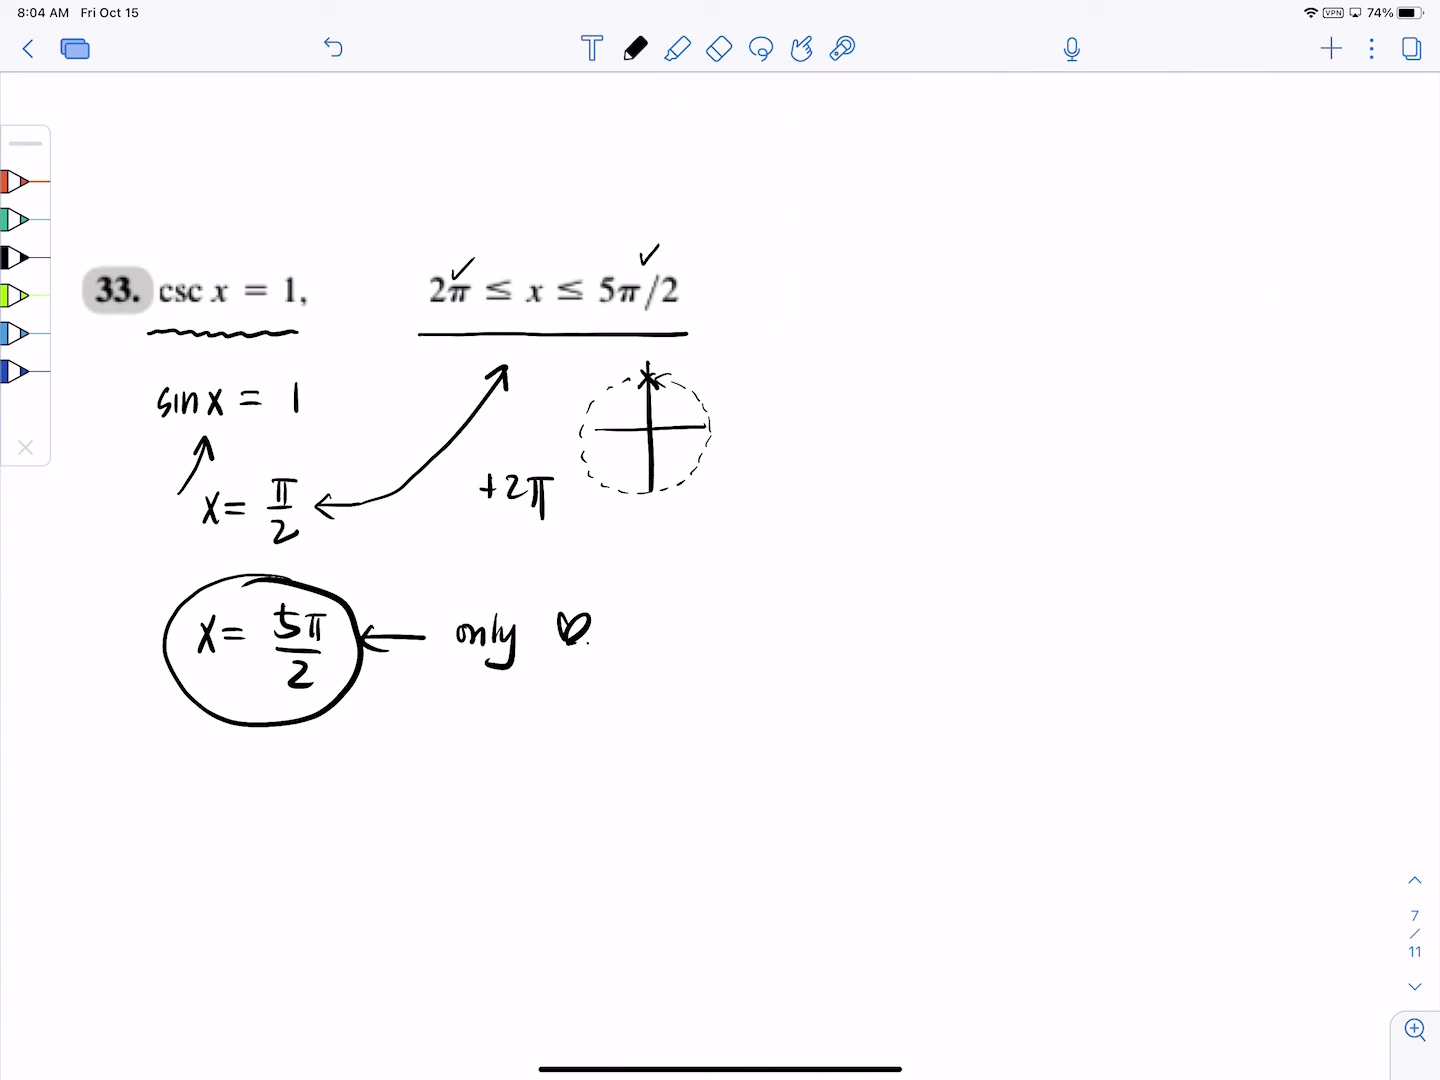 8:04 AM Fri Oct 15
VPN 74%
T
33. csc x = 1, 2π ≤ x ≤ 5π/2
sin x = 1
x = π/2 +2π
x = 5π/2 ← only ♡.
7
/
11